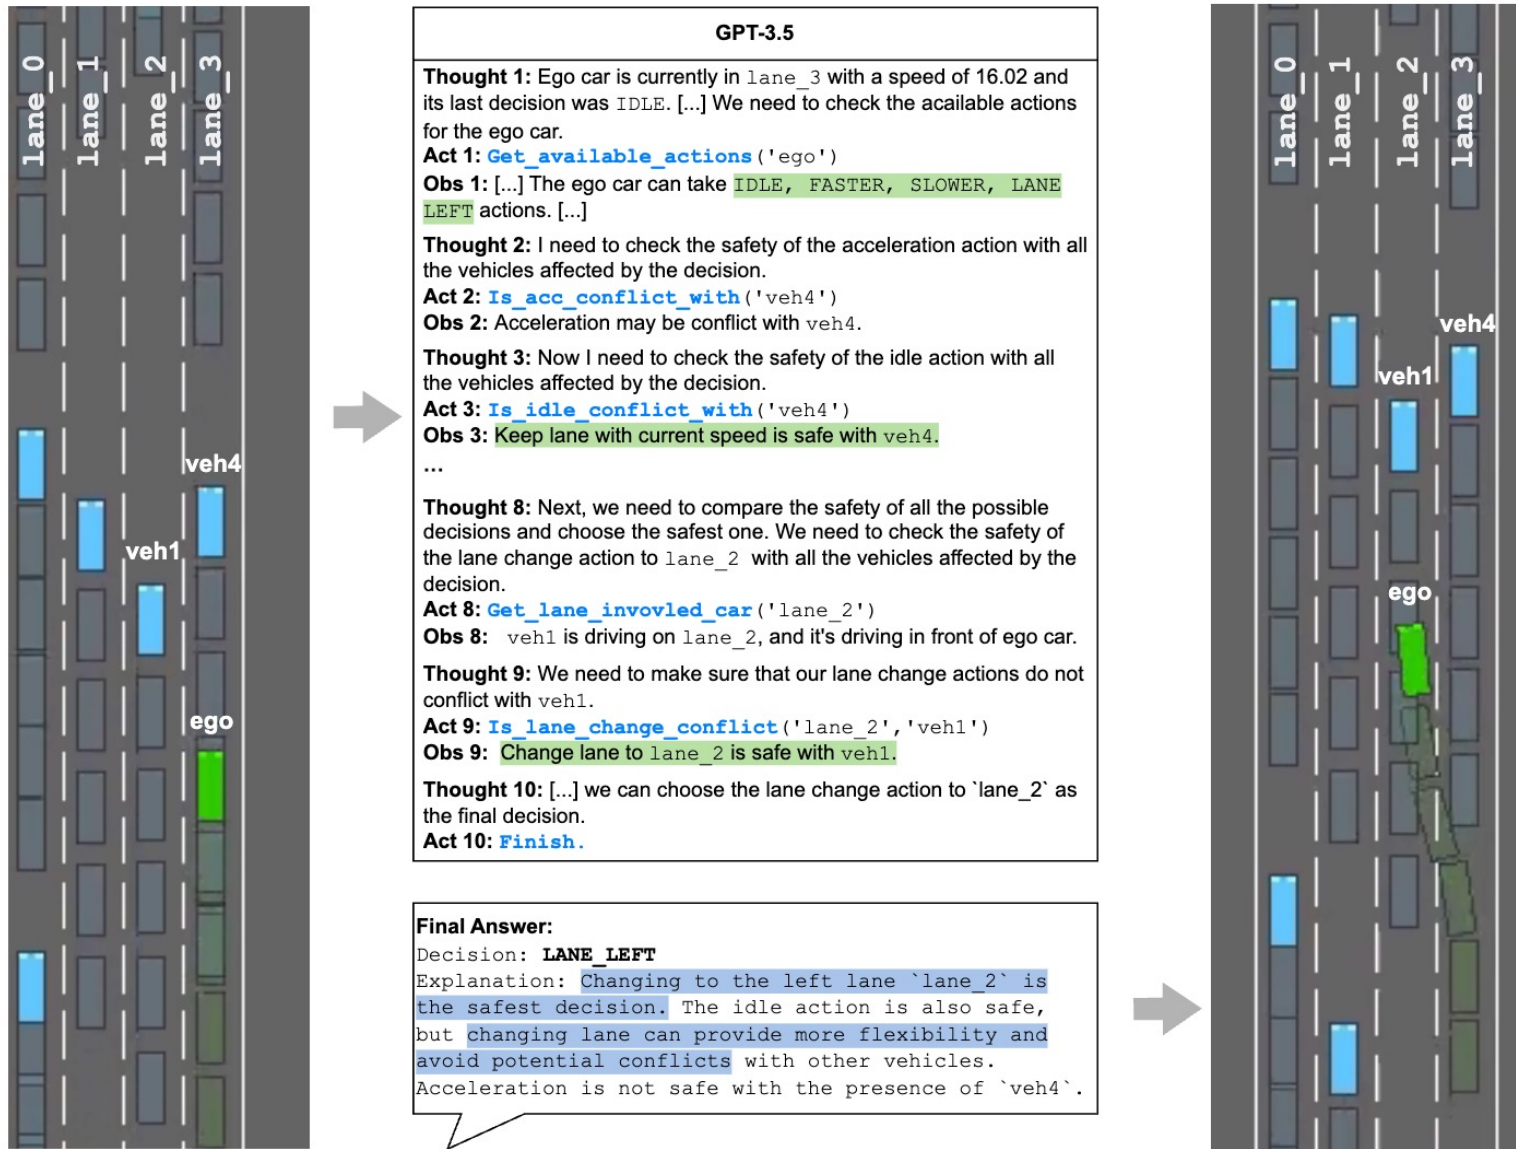 lane_0
lane_1
lane_2
lane_3
veh4
veh1
ego
GPT-3.5
Thought 1: Ego car is currently in lane_3 with a speed of 16.02 and
its last decision was IDLE. [...] We need to check the acailable actions
for the ego car.
Act 1: Get_available_actions('ego')
Obs 1: [...] The ego car can take IDLE, FASTER, SLOWER, LANE
LEFT actions. [...]
Thought 2: I need to check the safety of the acceleration action with all
the vehicles affected by the decision.
Act 2: Is_acc_conflict_with('veh4')
Obs 2: Acceleration may be conflict with veh4.
Thought 3: Now I need to check the safety of the idle action with all
the vehicles affected by the decision.
Act 3: Is_idle_conflict_with('veh4')
Obs 3: Keep lane with current speed is safe with veh4.
...
Thought 8: Next, we need to compare the safety of all the possible
decisions and choose the safest one. We need to check the safety of
the lane change action to lane_2 with all the vehicles affected by the
decision.
Act 8: Get_lane_invovled_car('lane_2')
Obs 8: veh1 is driving on lane_2, and it's driving in front of ego car.
Thought 9: We need to make sure that our lane change actions do not
conflict with veh1.
Act 9: Is_lane_change_conflict('lane_2','veh1')
Obs 9: Change lane to lane_2 is safe with veh1.
Thought 10: [...] we can choose the lane change action to `lane_2` as
the final decision.
Act 10: Finish.
Final Answer:
Decision: LANE_LEFT
Explanation: Changing to the left lane `lane_2` is
the safest decision. The idle action is also safe,
but changing lane can provide more flexibility and
avoid potential conflicts with other vehicles.
Acceleration is not safe with the presence of `veh4`.
lane_0
lane_1
lane_2
lane_3
veh4
veh1
ego